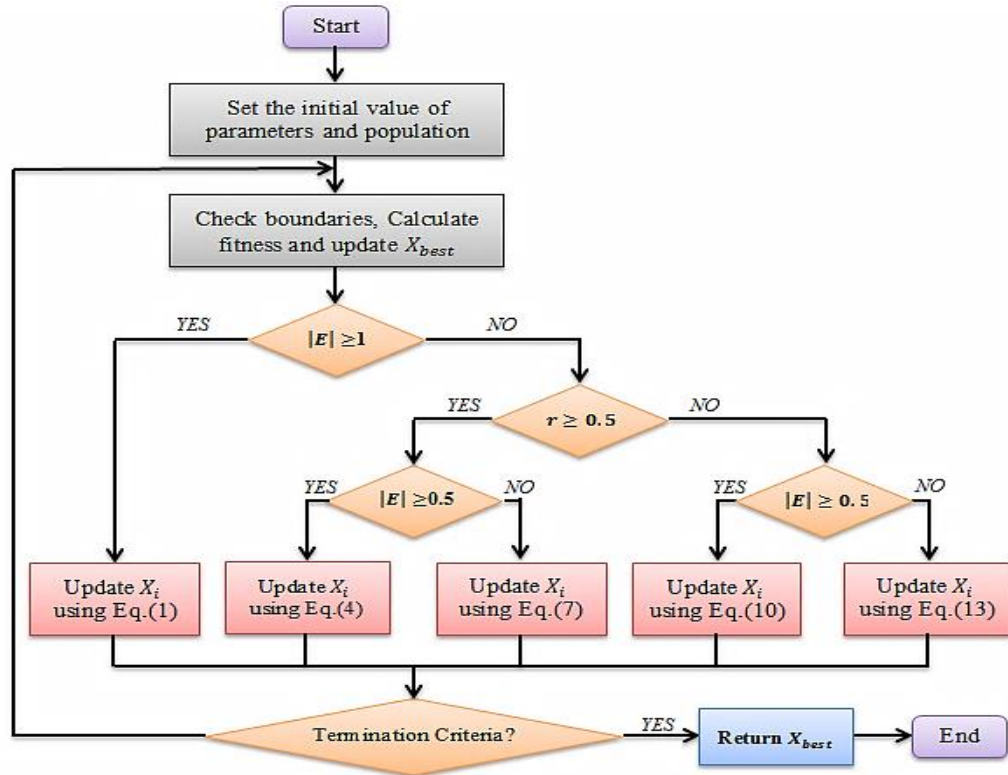 Start
Set the initial value of
parameters and population
Check boundaries, Calculate
fitness and update X_best
YES
|E| ≥1
NO
YES
r ≥ 0.5
NO
YES
|E| ≥0.5
NO
YES
|E| ≥ 0.5
NO
Update X_i
using Eq.(1)
Update X_i
using Eq.(4)
Update X_i
using Eq.(7)
Update X_i
using Eq.(10)
Update X_i
using Eq.(13)
Termination Criteria?
YES
Return X_best
End